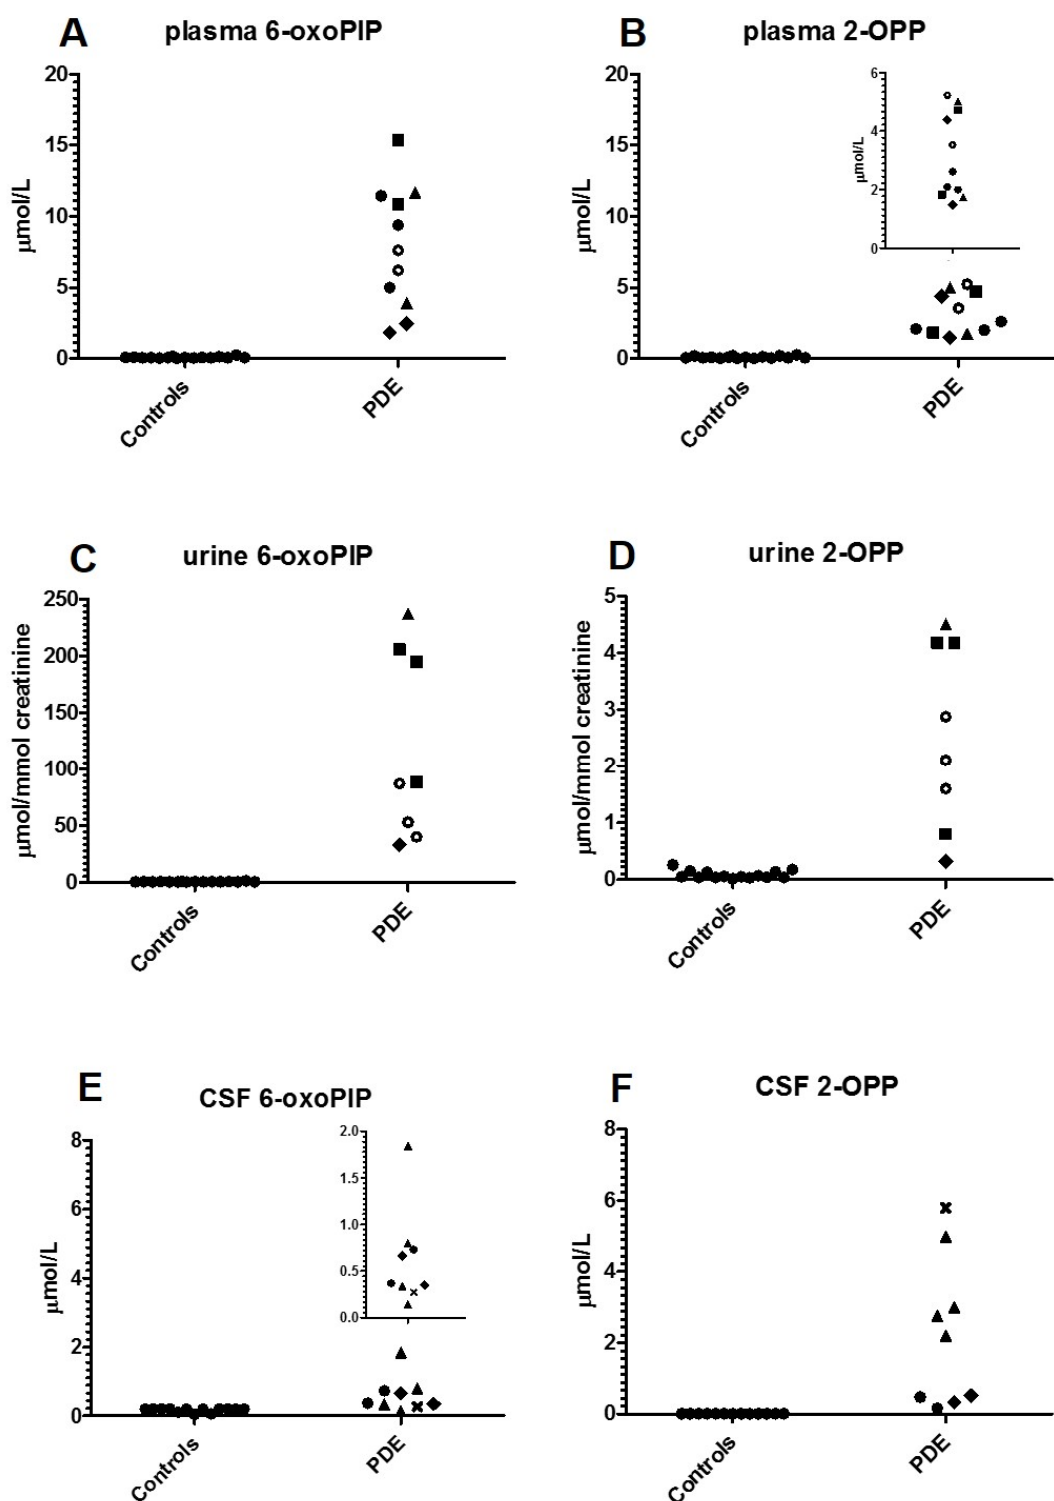 A plasma 6-oxoPIP
20
15
10
5
0
μmol/L
Controls
PDE
B plasma 2-OPP
20
15
10
5
0
μmol/L
6
4
2
0
μmol/L
Controls
PDE
C urine 6-oxoPIP
250
200
150
100
50
0
μmol/mmol creatinine
Controls
PDE
D urine 2-OPP
5
4
3
2
1
0
μmol/mmol creatinine
Controls
PDE
E CSF 6-oxoPIP
8
6
4
2
0
μmol/L
2.0
1.5
1.0
0.5
0.0
Controls
PDE
F CSF 2-OPP
8
6
4
2
0
μmol/L
Controls
PDE